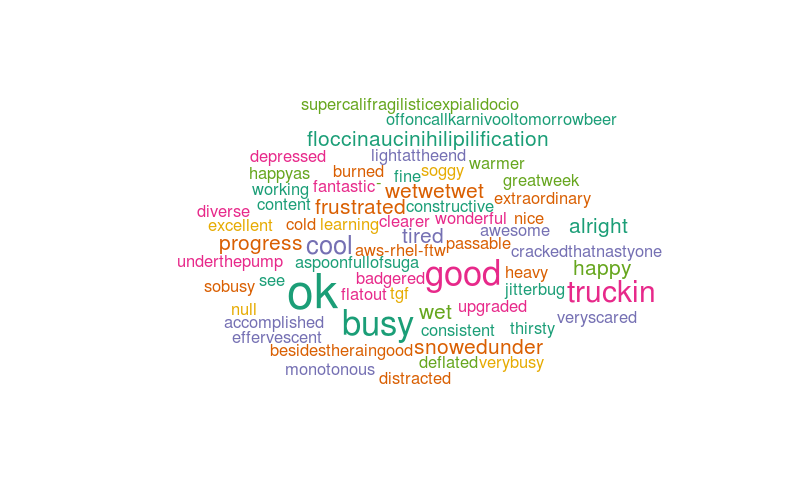 supercalifragilisticexpialidocio
offoncallkarnivooltomorrowbeer
floccinaucinihilipilification
depressed lightattheend
happyas burned fine soggy warmer
working fantastic - wetwetwet greatweek
content frustrated constructive extraordinary
diverse clearer wonderful nice
excellent cold learning tired awesome alright
progress cool aws-rhel-ftw passable crackedthatnastyone
underthepump aspoonfullofsuga
sobusy see badgered good heavy happy
ok flatout tgf jitterbug truckin
null busy wet upgraded
accomplished consistent thirsty veryscared
effervescent
besidestheraingood snowedunder
monotonous deflated verybusy
distracted